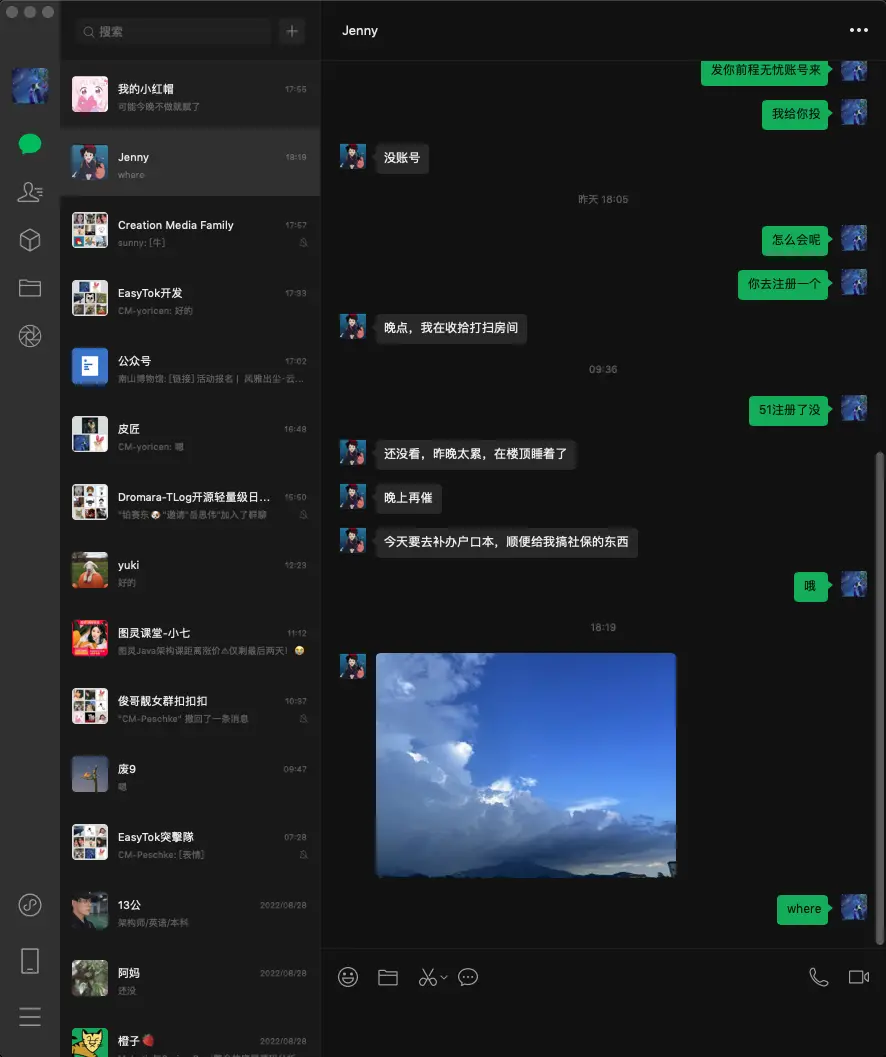 搜索
我的小红帽
17:55
可能今晚不做就赋了
Jenny
18:19
where
Creation Media Family
17:57
sunny: [牛]
EasyTok开发
17:33
CM-yoricen: 好的
公众号
17:02
南山博物馆: [链接] 活动报名丨 风雅出尘-云...
皮匠
16:48
CM-yoricen: 嗯
Dromara-TLog开源轻量级日...
15:50
"铂赛东🐶"邀请"岳思伟"加入了群聊
yuki
12:23
好的
图灵课堂-小七
11:12
图灵Java架构课距离涨价⚠仅剩最后两天! 😭
俊哥靓女群扣扣扣
10:37
"CM-Peschke" 撤回了一条消息
废9
09:47
嗯
EasyTok突擊隊
07:28
CM-Peschke: [表情]
13公
2022/06/28
架构师/英语/本科
阿妈
2022/06/28
还没
橙子🍓
2022/06/28
Jenny
发你前程无忧账号来
我给你投
没账号
昨天 18:05
怎么会呢
你去注册一个
晚点，我在收拾打扫房间
09:36
51注册了没
还没看，昨晚太累，在楼顶睡着了
晚上再催
今天要去补办户口本，顺便给我搞社保的东西
哦
18:19
where